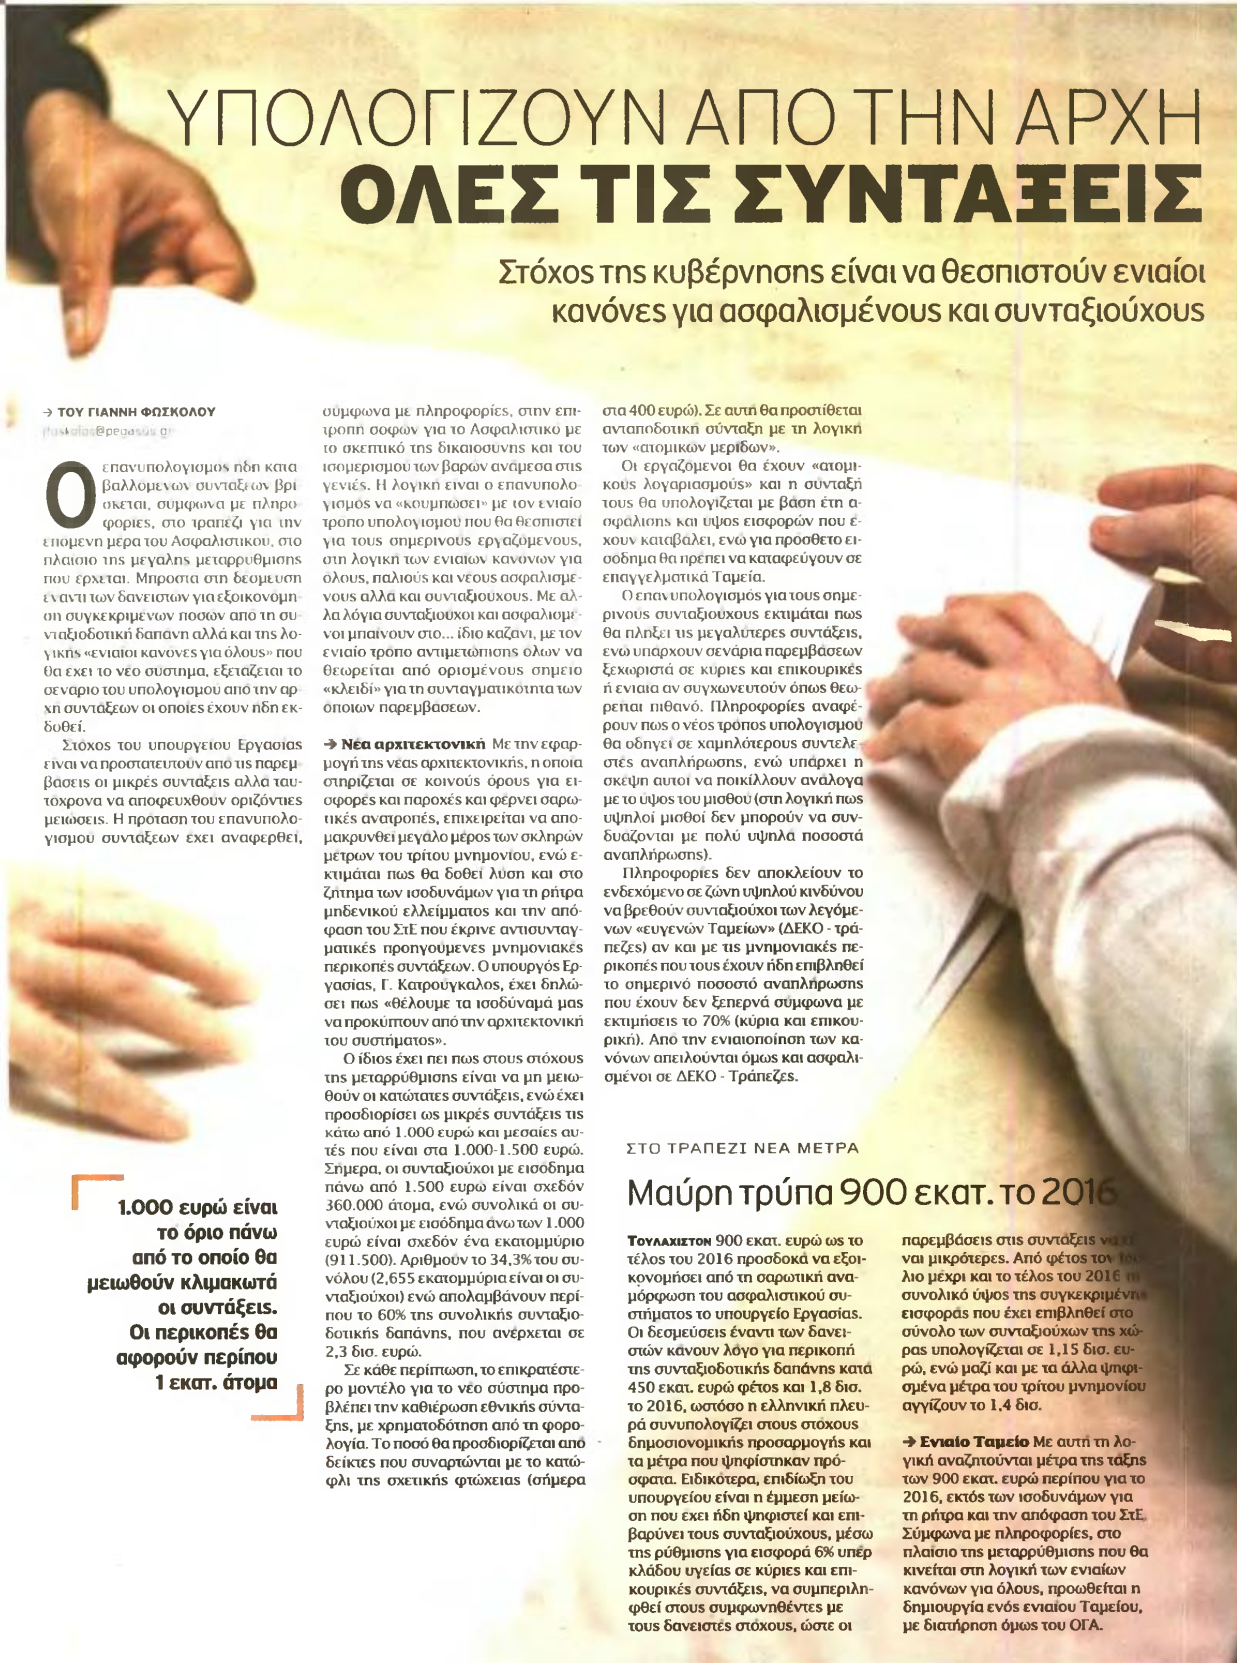 ΥΠΟΛΟΓΙΖΟΥΝ ΑΠΟ ΤΗΝ ΑΡΧΗ
ΟΛΕΣ ΤΙΣ ΣΥΝΤΑΞΕΙΣ
Στόχος της κυβέρνησης είναι να θεσπιστούν ενιαίοι
κανόνες για ασφαλισμένους και συνταξιούχους
→ ΤΟΥ ΓΙΑΝΝΗ ΦΩΣΚΟΛΟΥ
@pegasus.gr
Ο επανυπολογισμός ήδη κατα
βαλλόμενων συντάξεων βρί
σκεται, σύμφωνα με πληρο
φορίες, στο τραπέζι για την
επόμενη μέρα του Ασφαλιστικού, στο
πλαίσιο της μεγάλης μεταρρύθμισης
που έρχεται. Μπροστά στη δέσμευση
έναντι των δανειστών για εξοικονόμη
ση συγκεκριμένων ποσών από τη συ
νταξιοδοτική δαπάνη αλλά και της λο
γικής «ενιαίοι κανόνες για όλους» που
θα έχει το νέο σύστημα, εξετάζεται το
σενάριο του υπολογισμού από την αρ
χή συντάξεων οι οποίες έχουν ήδη εκ
δοθεί.
Στόχος του υπουργείου Εργασίας
είναι να προστατευτούν από τις παρεμ
βάσεις οι μικρές συντάξεις αλλά ταυ
τόχρονα να αποφευχθούν οριζόντιες
μειώσεις. Η πρόταση του επανυπολο
γισμού συντάξεων έχει αναφερθεί,
1.000 ευρώ είναι
το όριο πάνω
από το οποίο θα
μειωθούν κλιμακωτά
οι συντάξεις.
Οι περικοπές θα
αφορούν περίπου
1 εκατ. άτομα
σύμφωνα με πληροφορίες, στην επι-
τροπή σοφών για το Ασφαλιστικό με
το σκεπτικό της δικαιοσύνης και του
ισομερισμού των βαρών ανάμεσα στις
γενιές. Η λογική είναι ο επανυπολο-
γισμός να «κουμπώσει» με τον ενιαίο
τρόπο υπολογισμού που θα θεσπιστεί
για τους σημερινούς εργαζόμενους,
στη λογική των ενιαίων κανόνων για
όλους, παλιούς και νέους ασφαλισμέ-
νους αλλά και συνταξιούχους. Με άλ-
λα λόγια συνταξιούχοι και ασφαλισμέ-
νοι μπαίνουν στο... ίδιο καζάνι, με τον
ενιαίο τρόπο αντιμετώπισης όλων να
θεωρείται από ορισμένους σημείο
«κλειδί» για τη συνταγματικότητα των
όποιων παρεμβάσεων.
→ Νέα αρχιτεκτονική Με την εφαρ-
μογή της νέας αρχιτεκτονικής, η οποία
στηρίζεται σε κοινούς όρους για ει-
σφορές και παροχές και φέρνει σαρω-
τικές ανατροπές, επιχειρείται να απο-
μακρυνθεί μεγάλο μέρος των σκληρών
μέτρων του τρίτου μνημονίου, ενώ ε-
κτιμάται πως θα δοθεί λύση και στο
ζήτημα των ισοδυνάμων για τη ρήτρα
μηδενικού ελλείμματος και την από-
φαση του ΣτΕ που έκρινε αντισυνταγ-
ματικές προηγούμενες μνημονιακές
περικοπές συντάξεων. Ο υπουργός Ερ-
γασίας, Γ. Κατρούγκαλος, έχει δηλώ-
σει πως «θέλουμε τα ισοδύναμά μας
να προκύπτουν από την αρχιτεκτονική
του συστήματος».
Ο ίδιος έχει πει πως στους στόχους
της μεταρρύθμισης είναι να μη μειω-
θούν οι κατώτατες συντάξεις, ενώ έχει
προσδιορίσει ως μικρές συντάξεις τις
κάτω από 1.000 ευρώ και μεσαίες αυ-
τές που είναι στα 1.000-1.500 ευρώ.
Σήμερα, οι συνταξιούχοι με εισόδημα
πάνω από 1.500 ευρώ είναι σχεδόν
360.000 άτομα, ενώ συνολικά οι συ-
νταξιούχοι με εισόδημα άνω των 1.000
ευρώ είναι σχεδόν ένα εκατομμύριο
(911.500). Αριθμούν το 34,3% του συ-
νόλου (2,655 εκατομμύρια είναι οι συ-
νταξιούχοι) ενώ απολαμβάνουν περί-
που το 60% της συνολικής συνταξιο-
δοτικής δαπάνης, που ανέρχεται σε
2,3 δισ. ευρώ.
Σε κάθε περίπτωση, το επικρατέστε-
ρο μοντέλο για το νέο σύστημα προ-
βλέπει την καθιέρωση εθνικής σύντα-
ξης, με χρηματοδότηση από τη φορο-
λογία. Το ποσό θα προσδιορίζεται από
δείκτες που συναρτώνται με το κατώ-
φλι της σχετικής φτώχειας (σήμερα
στα 400 ευρώ). Σε αυτή θα προστίθεται
ανταποδοτική σύνταξη με τη λογική
των «ατομικών μερίδων».
Οι εργαζόμενοι θα έχουν «ατομι-
κούς λογαριασμούς» και η σύνταξή
τους θα υπολογίζεται με βάση έτη α-
σφάλισης και ύψος εισφορών που έ-
χουν καταβάλει, ενώ για πρόσθετο ει-
σόδημα θα πρέπει να καταφεύγουν σε
επαγγελματικά Ταμεία.
Ο επανυπολογισμός για τους σημε-
ρινούς συνταξιούχους εκτιμάται πως
θα πλήξει τις μεγαλύτερες συντάξεις,
ενώ υπάρχουν σενάρια παρεμβάσεων
ξεχωριστά σε κύριες και επικουρικές
ή ενιαία αν συγχωνευτούν όπως θεω-
ρείται πιθανό. Πληροφορίες αναφέ-
ρουν πως ο νέος τρόπος υπολογισμού
θα οδηγεί σε χαμηλότερους συντελε-
στές αναπλήρωσης, ενώ υπάρχει η
σκέψη αυτοί να ποικίλλουν ανάλογα
με το ύψος του μισθού (στη λογική πως
υψηλοί μισθοί δεν μπορούν να συν-
δυάζονται με πολύ υψηλά ποσοστά
αναπλήρωσης).
Πληροφορίες δεν αποκλείουν το
ενδεχόμενο σε ζώνη υψηλού κινδύνου
να βρεθούν συνταξιούχοι των λεγόμε-
νων «ευγενών Ταμείων» (ΔΕΚΟ - τρά-
πεζες) αν και με τις μνημονιακές πε-
ρικοπές που τους έχουν ήδη επιβληθεί
το σημερινό ποσοστό αναπλήρωσης
που έχουν δεν ξεπερνά σύμφωνα με
εκτιμήσεις το 70% (κύρια και επικου-
ρική). Από την ενιαιοποίηση των κα-
νόνων απειλούνται όμως και ασφαλι-
σμένοι σε ΔΕΚΟ - Τράπεζες.
ΣΤΟ ΤΡΑΠΕΖΙ ΝΕΑ ΜΕΤΡΑ
Μαύρη τρύπα 900 εκατ. το 2016
ΤΟΥΛΑΧΙΣΤΟΝ 900 εκατ. ευρώ ως το
τέλος του 2016 προσδοκά να εξοι-
κονομήσει από τη σαρωτική ανα-
μόρφωση του ασφαλιστικού συ-
στήματος το υπουργείο Εργασίας.
Οι δεσμεύσεις έναντι των δανει-
στών κάνουν λόγο για περικοπή
της συνταξιοδοτικής δαπάνης κατά
450 εκατ. ευρώ φέτος και 1,8 δισ.
το 2016, ωστόσο η ελληνική πλευ-
ρά συνυπολογίζει στους στόχους
δημοσιονομικής προσαρμογής και
τα μέτρα που ψηφίστηκαν πρό-
σφατα. Ειδικότερα, επιδίωξη του
υπουργείου είναι η έμμεση μείω-
ση που έχει ήδη ψηφιστεί και επι-
βαρύνει τους συνταξιούχους, μέσω
της ρύθμισης για εισφορά 6% υπέρ
κλάδου υγείας σε κύριες και επι-
κουρικές συντάξεις, να συμπεριλη-
φθεί στους συμφωνηθέντες με
τους δανειστές στόχους, ώστε οι
παρεμβάσεις στις συντάξεις να εί
ναι μικρότερες. Από φέτος τον Ιού
λιο μέχρι και το τέλος του 2016 το
συνολικό ύψος της συγκεκριμένης
εισφοράς που έχει επιβληθεί στο
σύνολο των συνταξιούχων της χώ-
ρας υπολογίζεται σε 1,15 δισ. ευ-
ρώ, ενώ μαζί και με τα άλλα ψηφι-
σμένα μέτρα του τρίτου μνημονίου
αγγίζουν το 1,4 δισ.
→ Ενιαίο Ταμείο Με αυτή τη λο-
γική αναζητούνται μέτρα της τάξης
των 900 εκατ. ευρώ περίπου για το
2016, εκτός των ισοδυνάμων για
τη ρήτρα και την απόφαση του ΣτΕ.
Σύμφωνα με πληροφορίες, στο
πλαίσιο της μεταρρύθμισης που θα
κινείται στη λογική των ενιαίων
κανόνων για όλους, προωθείται η
δημιουργία ενός ενιαίου Ταμείου,
με διατήρηση όμως του ΟΓΑ.